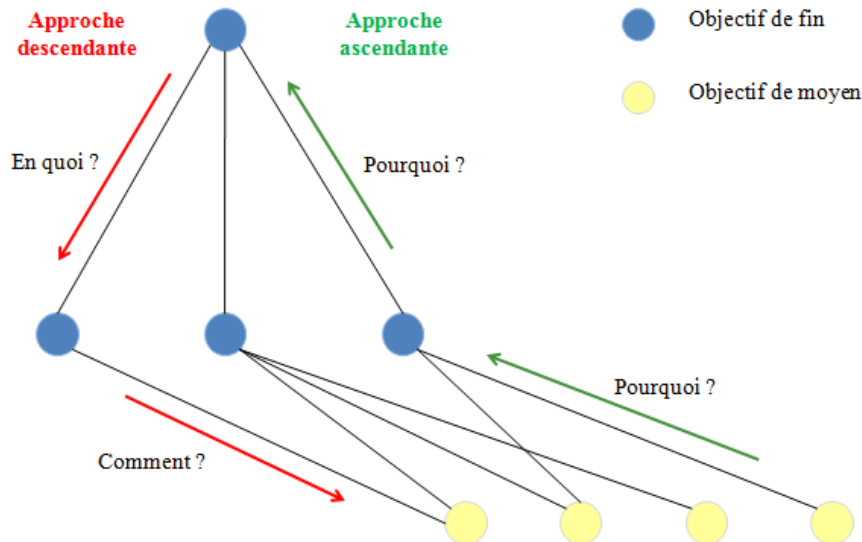 Approche
descendante
Approche
ascendante
Objectif de fin
Objectif de moyen
En quoi ?
Pourquoi ?
Pourquoi ?
Comment ?